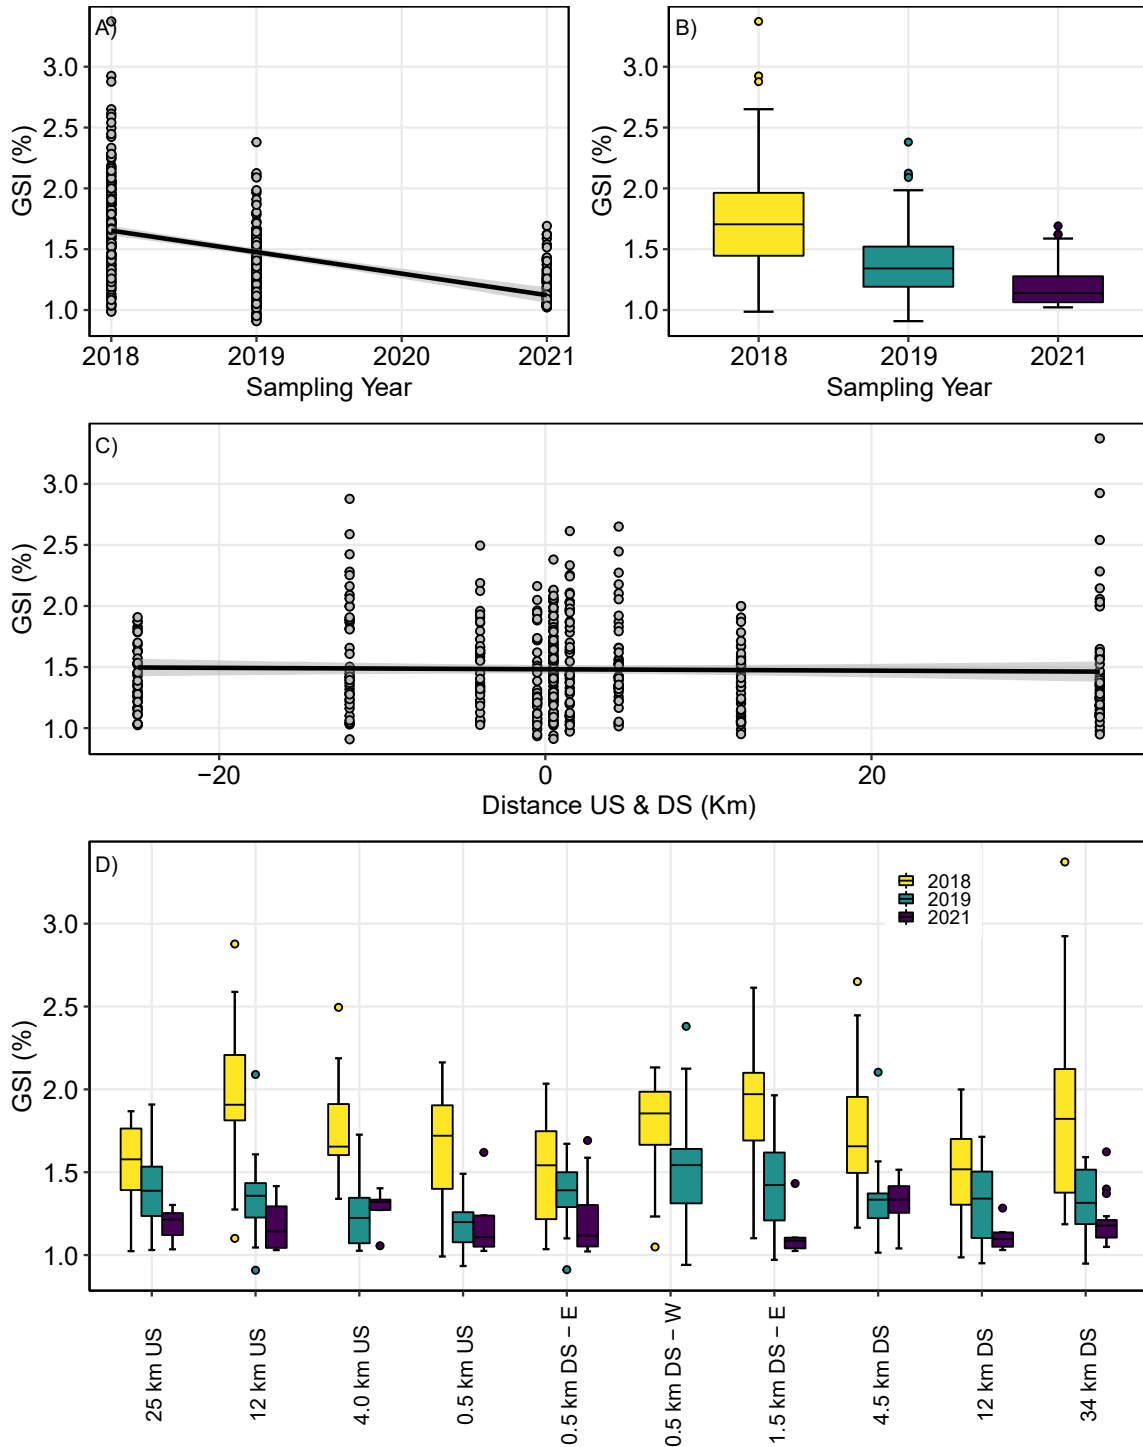 A)
3.0
2.5
2.0
1.5
1.0
GSI (%)
2018 2019 2020 2021
Sampling Year
B)
3.0
2.5
2.0
1.5
1.0
GSI (%)
2018 2019 2021
Sampling Year
C)
3.0
2.5
2.0
1.5
1.0
GSI (%)
−20 0 20
Distance US & DS (Km)
D)
2018
2019
2021
3.0
2.5
2.0
1.5
1.0
GSI (%)
25 km US
12 km US
4.0 km US
0.5 km US
0.5 km DS − E
0.5 km DS − W
1.5 km DS − E
4.5 km DS
12 km DS
34 km DS